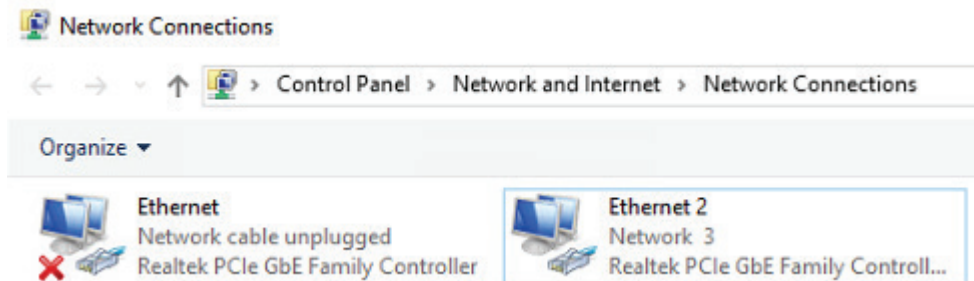 Network Connections
Control Panel > Network and Internet > Network Connections
Organize
Ethernet
Network cable unplugged
Realtek PCIe GbE Family Controller
Ethernet 2
Network 3
Realtek PCIe GbE Family Controll...